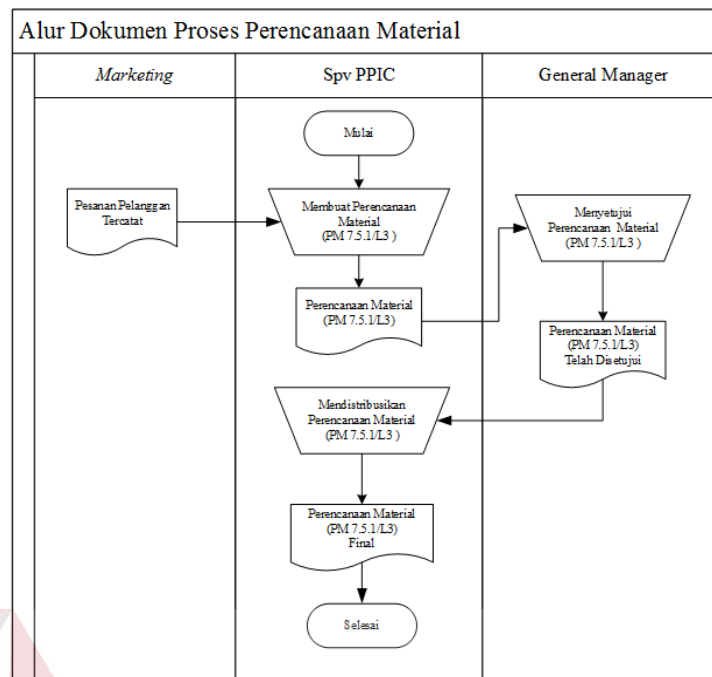 Alur Dokumen Proses Perencanaan Material
Marketing
Spv PPIC
General Manager
Mulai
Pesanan Pelanggan
Tercatat
Membuat Perencanaan
Material
(PM 7.5.1/L3 )
Menyetujui
Perencanaan Material
(PM 7.5.1/L3 )
Perencanaan Material
(PM 7.5.1/L3)
Perencanaan Material
(PM 7.5.1/L3)
Telah Disetujui
Mendistribusikan
Perencanaan Material
(PM 7.5.1/L3 )
Perencanaan Material
(PM 7.5.1/L3)
Final
Selesai